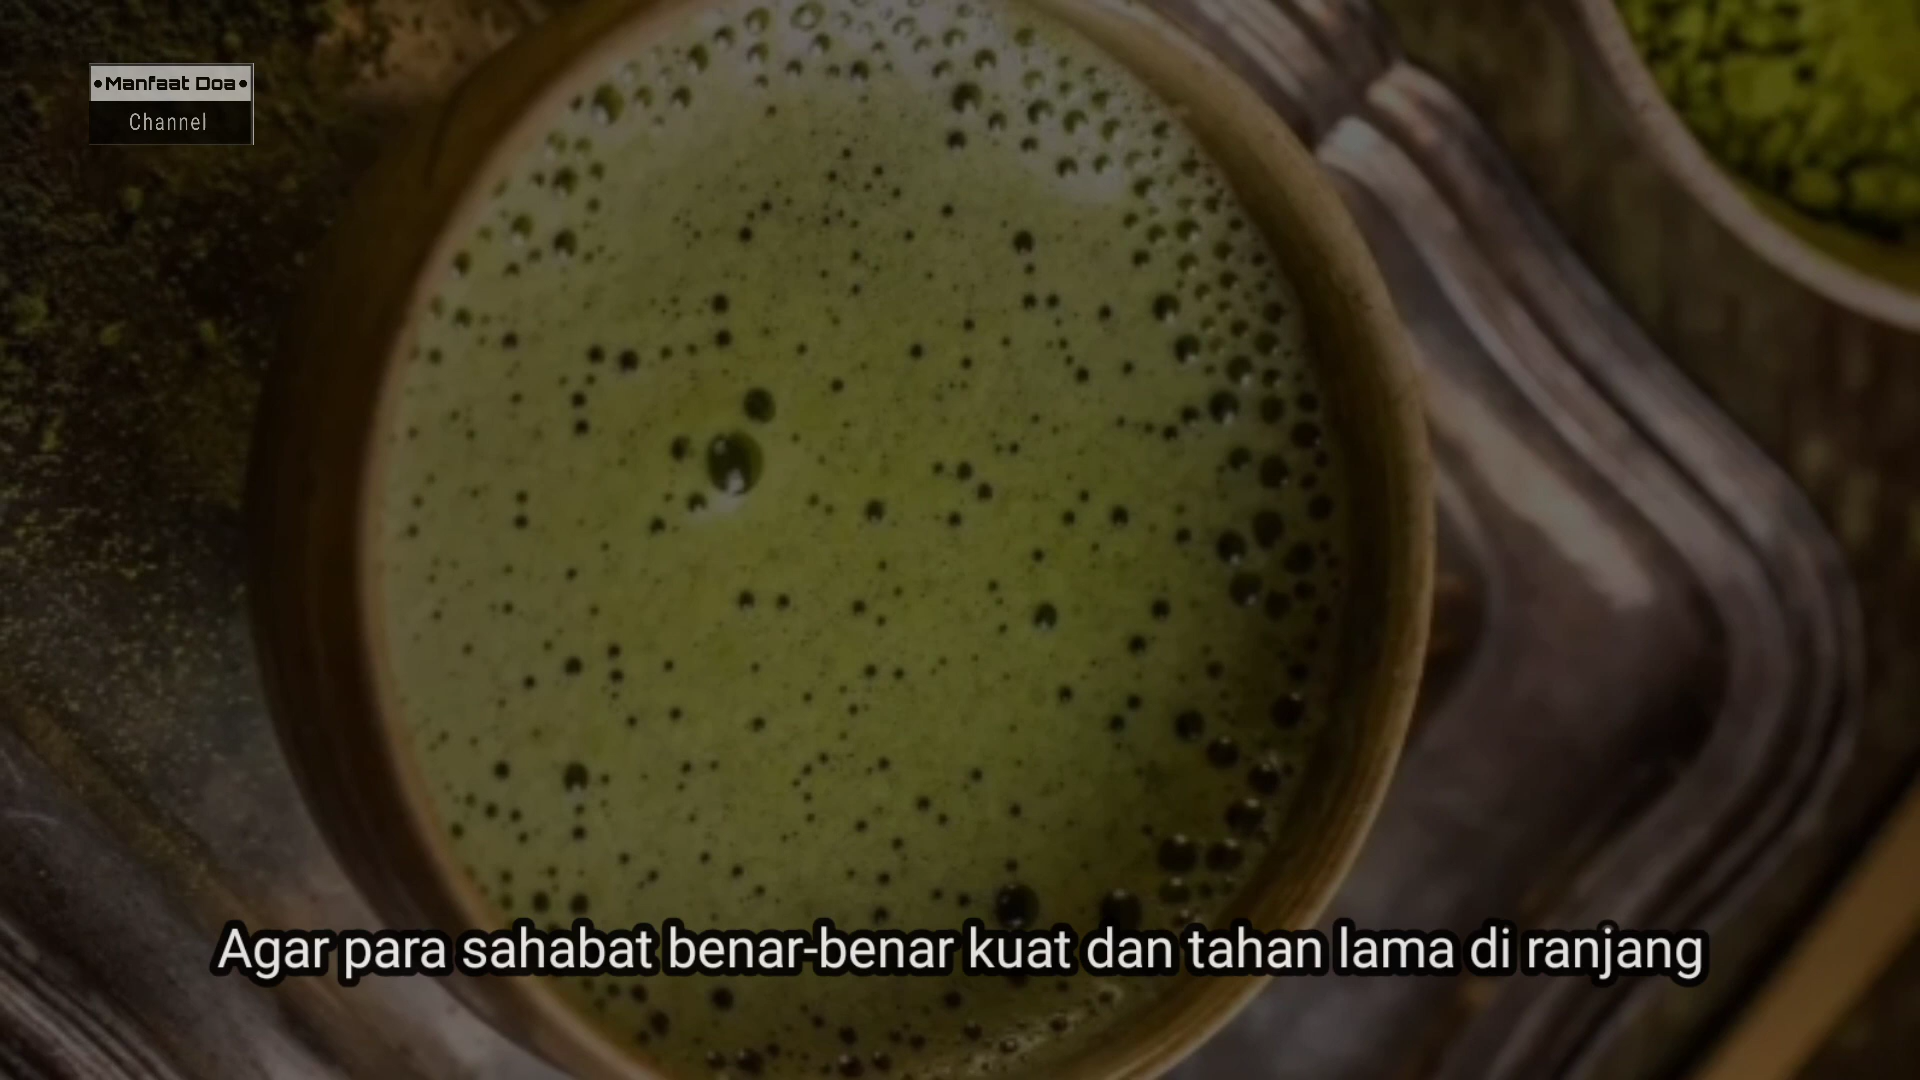 •Manfaat Doa•
Channel
Agar para sahabat benar-benar kuat dan tahan lama di ranjang